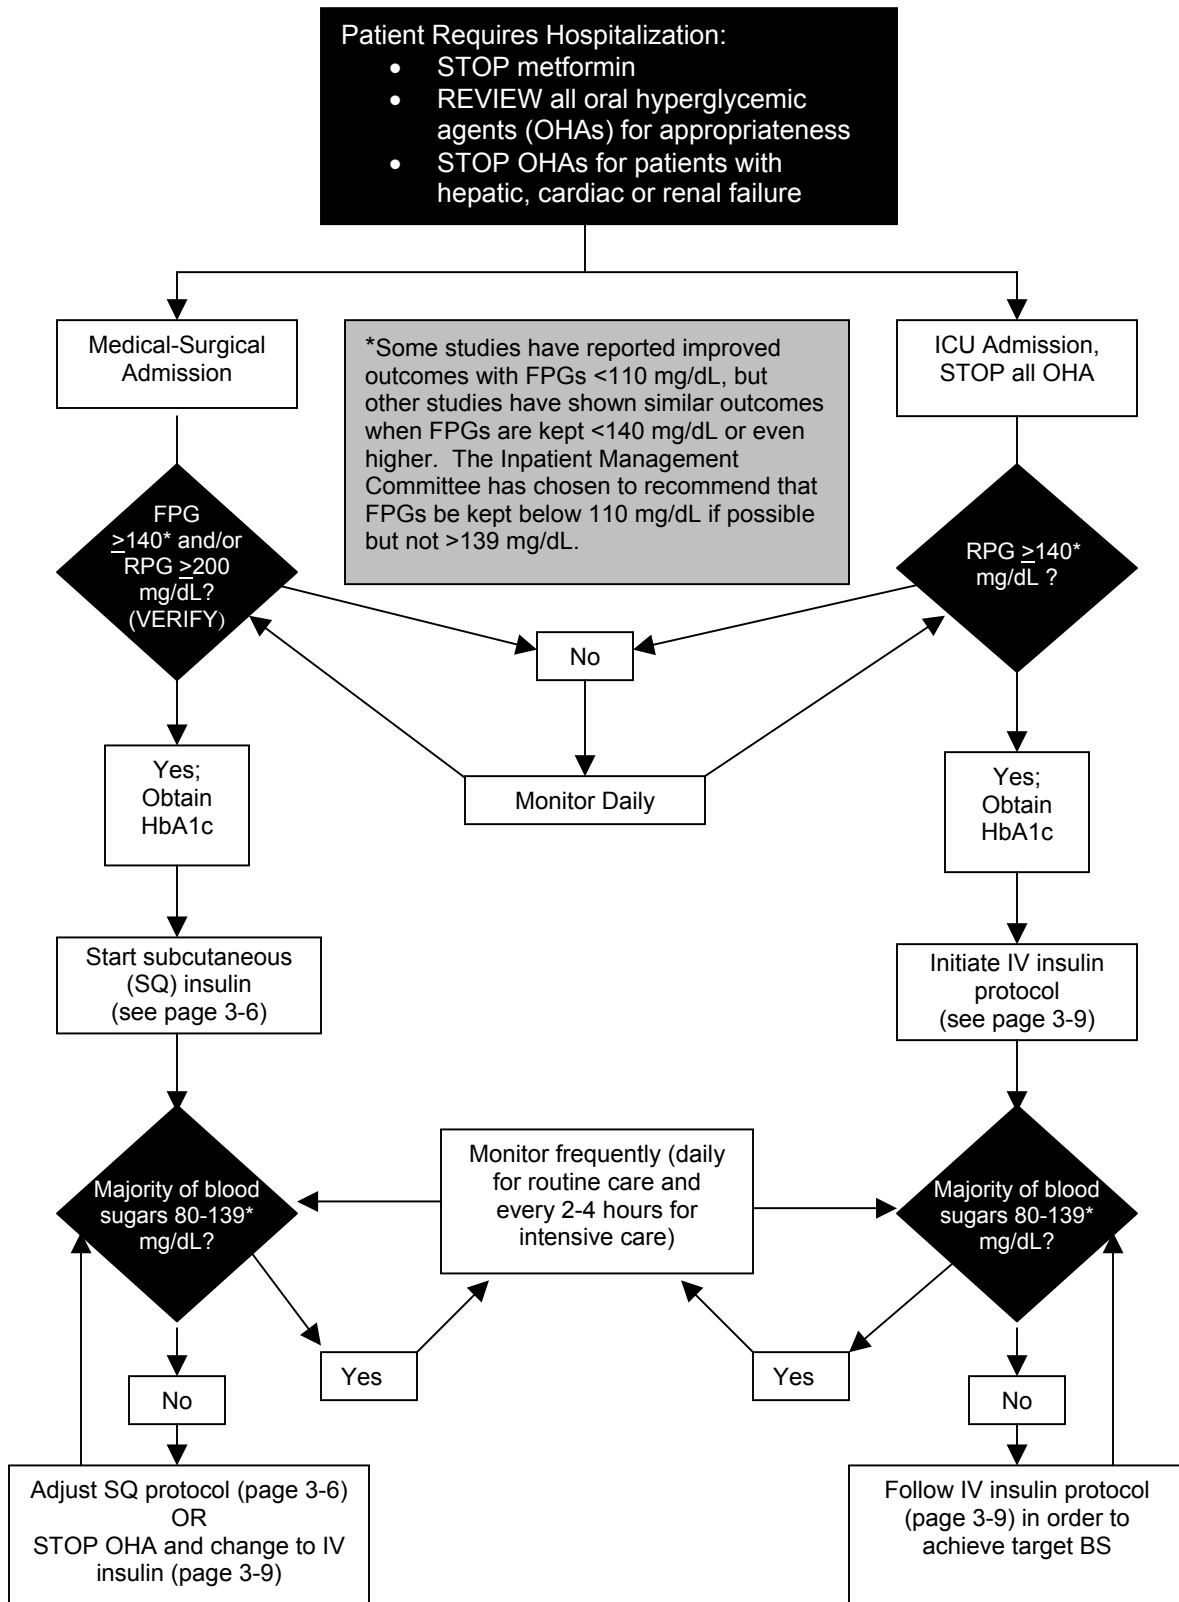 Patient Requires Hospitalization:
• STOP metformin
• REVIEW all oral hyperglycemic
agents (OHAs) for appropriateness
• STOP OHAs for patients with
hepatic, cardiac or renal failure
Medical-Surgical
Admission
*Some studies have reported improved
outcomes with FPGs <110 mg/dL, but
other studies have shown similar outcomes
when FPGs are kept <140 mg/dL or even
higher. The Inpatient Management
Committee has chosen to recommend that
FPGs be kept below 110 mg/dL if possible
but not >139 mg/dL.
ICU Admission,
STOP all OHA
FPG
≥140* and/or
RPG ≥200
mg/dL?
(VERIFY)
RPG ≥140*
mg/dL ?
No
Monitor Daily
Yes;
Obtain
HbA1c
Yes;
Obtain
HbA1c
Start subcutaneous
(SQ) insulin
(see page 3-6)
Initiate IV insulin
protocol
(see page 3-9)
Majority of blood
sugars 80-139*
mg/dL?
Monitor frequently (daily
for routine care and
every 2-4 hours for
intensive care)
Majority of blood
sugars 80-139*
mg/dL?
Yes
Yes
No
No
Adjust SQ protocol (page 3-6)
OR
STOP OHA and change to IV
insulin (page 3-9)
Follow IV insulin protocol
(page 3-9) in order to
achieve target BS